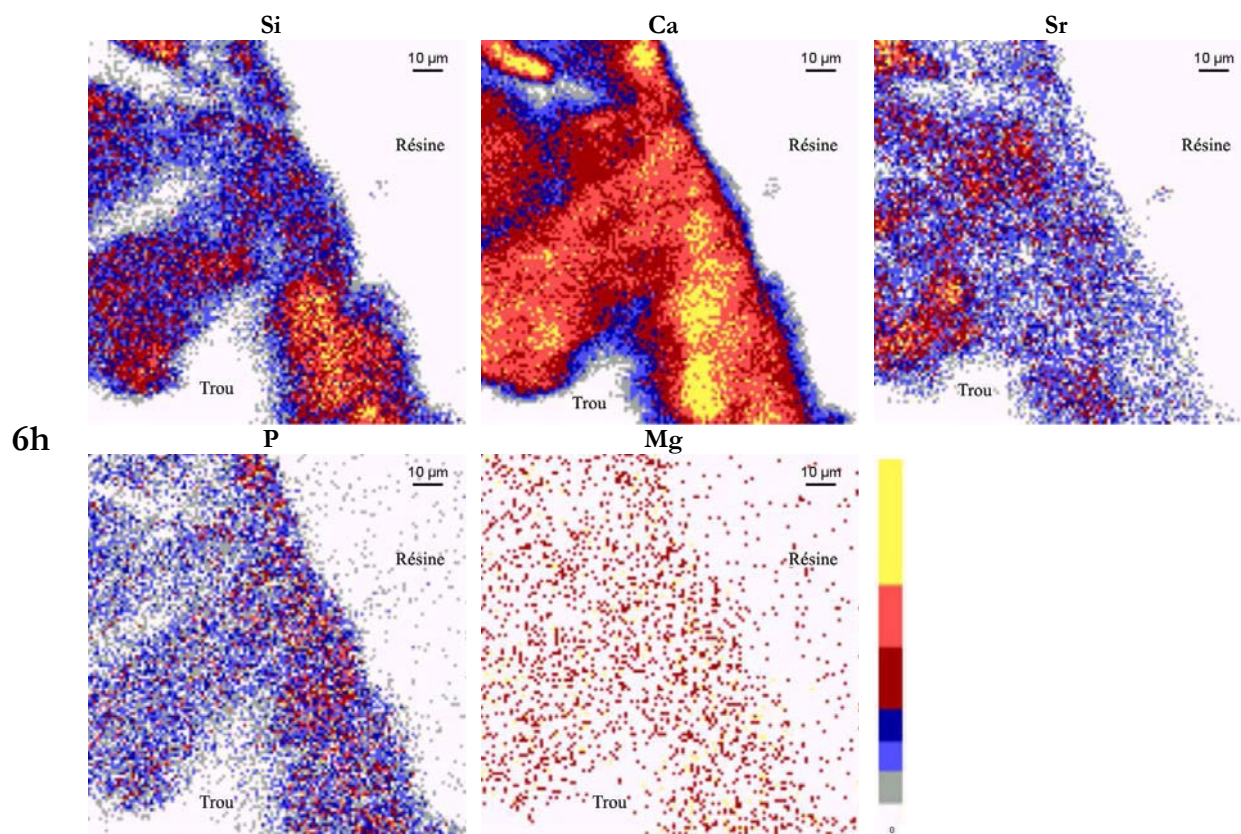 Si
Ca
Sr
10 µm
10 µm
10 µm
Résine
Résine
Résine
Trou
Trou
Trou
6h
P
Mg
10 µm
10 µm
Résine
Résine
Trou
Trou
0